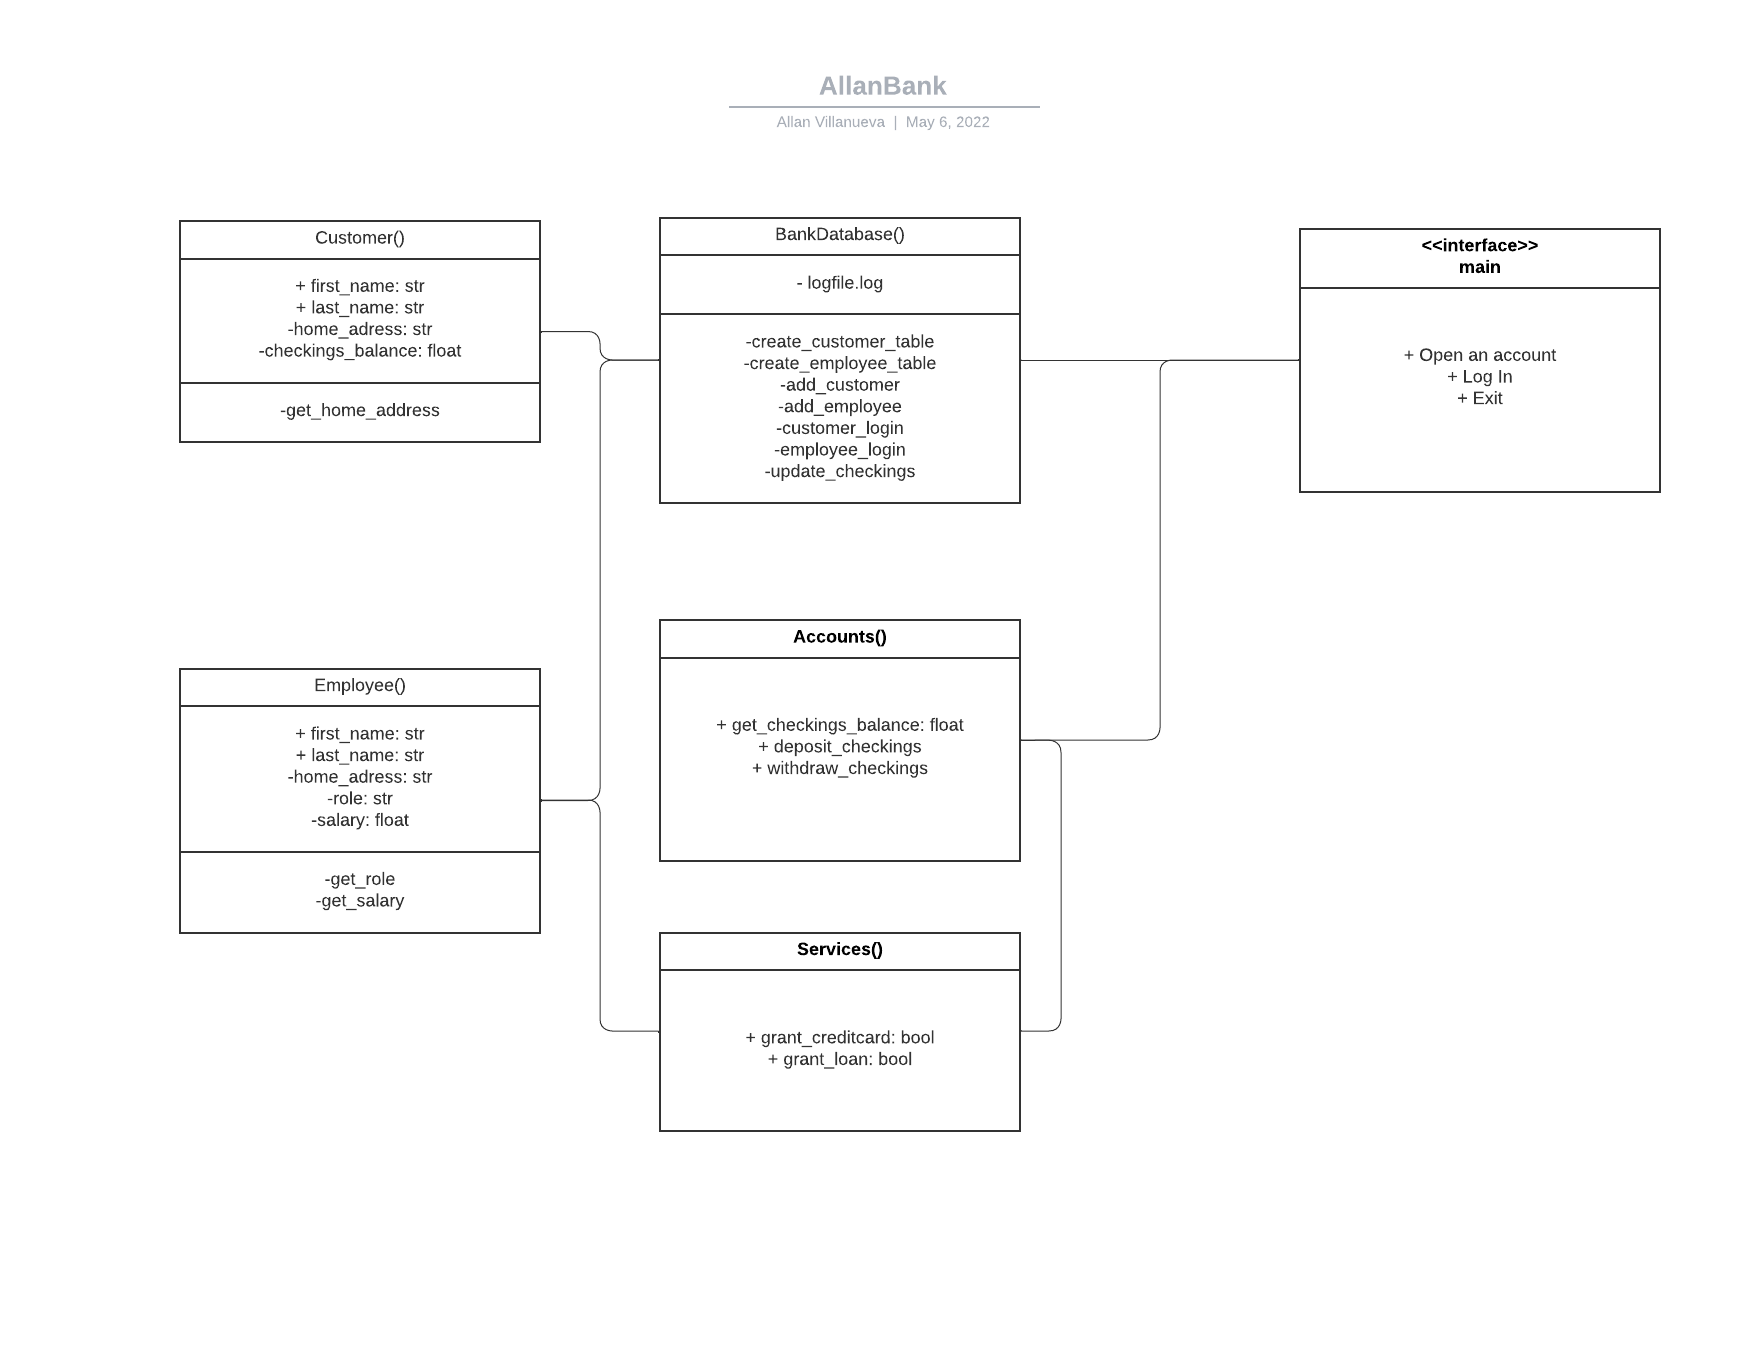 AllanBank
Allan Villanueva | May 6, 2022
Customer()
+ first_name: str
+ last_name: str
-home_adress: str
-checkings_balance: float
-get_home_address
BankDatabase()
- logfile.log
-create_customer_table
-create_employee_table
-add_customer
-add_employee
-customer_login
-employee_login
-update_checkings
<<interface>>
main
+ Open an account
+ Log In
+ Exit
Employee()
+ first_name: str
+ last_name: str
-home_adress: str
-role: str
-salary: float
-get_role
-get_salary
Accounts()
+ get_checkings_balance: float
+ deposit_checkings
+ withdraw_checkings
Services()
+ grant_creditcard: bool
+ grant_loan: bool